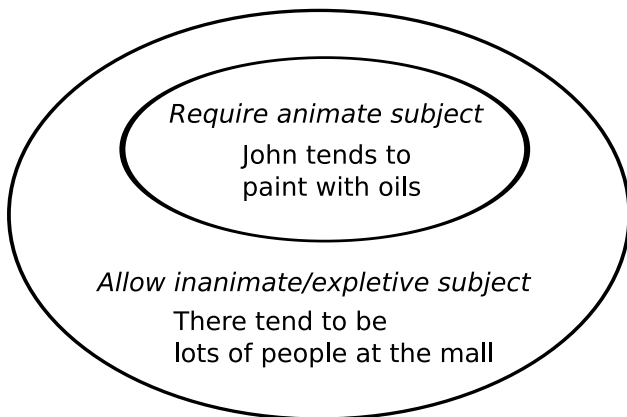 Require animate subject
John tends to
paint with oils
Allow inanimate/expletive subject
There tend to be
lots of people at the mall